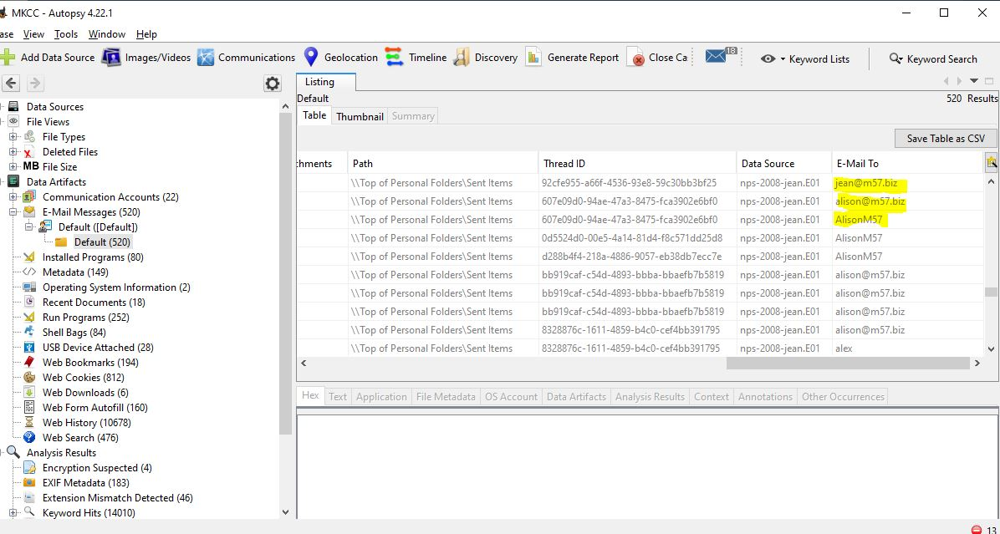 MKCC - Autopsy 4.22.1
ase View Tools Window Help
Add Data Source Images/Videos Communications Geolocation Timeline Discovery Generate Report Close Ca 18 Keyword Lists Keyword Search
Listing
Default 520 Results
Table Thumbnail Summary
Save Table as CSV
chments Path Thread ID Data Source E-Mail To
\\Top of Personal Folders\Sent Items 92cfe955-a66f-4536-93e8-59c30bb3bf25 nps-2008-jean.E01 jean@m57.biz
\\Top of Personal Folders\Sent Items 607e09d0-94ae-47a3-8475-fca3902e6bf0 nps-2008-jean.E01 alison@m57.biz
\\Top of Personal Folders\Sent Items 607e09d0-94ae-47a3-8475-fca3902e6bf0 nps-2008-jean.E01 AlisonM57
\\Top of Personal Folders\Sent Items 0d5524d0-00e5-4a14-81d4-f8c571dd25d8 nps-2008-jean.E01 AlisonM57
\\Top of Personal Folders\Sent Items d288b4f4-218a-4886-9057-eb38db7ecc7e nps-2008-jean.E01 AlisonM57
\\Top of Personal Folders\Sent Items bb919caf-c54d-4893-bbba-bbaefb7b5819 nps-2008-jean.E01 alison@m57.biz
\\Top of Personal Folders\Sent Items bb919caf-c54d-4893-bbba-bbaefb7b5819 nps-2008-jean.E01 alison@m57.biz
\\Top of Personal Folders\Sent Items bb919caf-c54d-4893-bbba-bbaefb7b5819 nps-2008-jean.E01 alison@m57.biz
\\Top of Personal Folders\Sent Items 8328876c-1611-4859-b4c0-cef4bb391795 nps-2008-jean.E01 alison@m57.biz
\\Top of Personal Folders\Sent Items 8328876c-1611-4859-b4c0-cef4bb391795 nps-2008-jean.E01 alex
Hex Text Application File Metadata OS Account Data Artifacts Analysis Results Context Annotations Other Occurrences
Data Sources
File Views
File Types
Deleted Files
MB File Size
Data Artifacts
Communication Accounts (22)
E-Mail Messages (520)
Default ([Default])
Default (520)
Installed Programs (80)
Metadata (149)
Operating System Information (2)
Recent Documents (18)
Run Programs (252)
Shell Bags (84)
USB Device Attached (28)
Web Bookmarks (194)
Web Cookies (812)
Web Downloads (6)
Web Form Autofill (160)
Web History (10678)
Web Search (476)
Analysis Results
Encryption Suspected (4)
EXIF Metadata (183)
Extension Mismatch Detected (46)
Keyword Hits (14010)
13